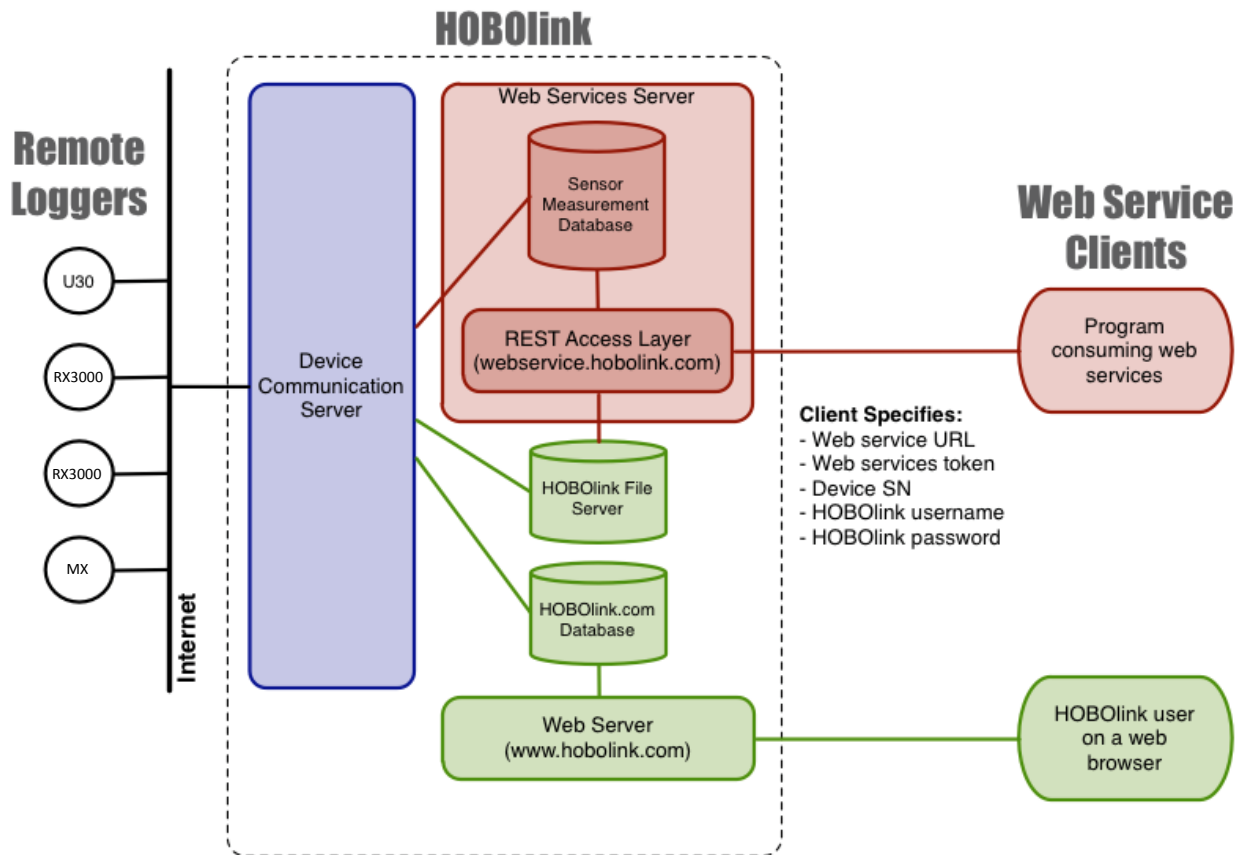 HOBOlink
Remote
Loggers
U30
RX3000
RX3000
MX
Internet
Device
Communication
Server
Web Services Server
Sensor
Measurement
Database
REST Access Layer
(webservice.hobolink.com)
HOBOlink File
Server
HOBOlink.com
Database
Web Server
(www.hobolink.com)
Client Specifies:
- Web service URL
- Web services token
- Device SN
- HOBOlink username
- HOBOlink password
Web Service
Clients
Program
consuming web
services
HOBOlink user
on a web
browser